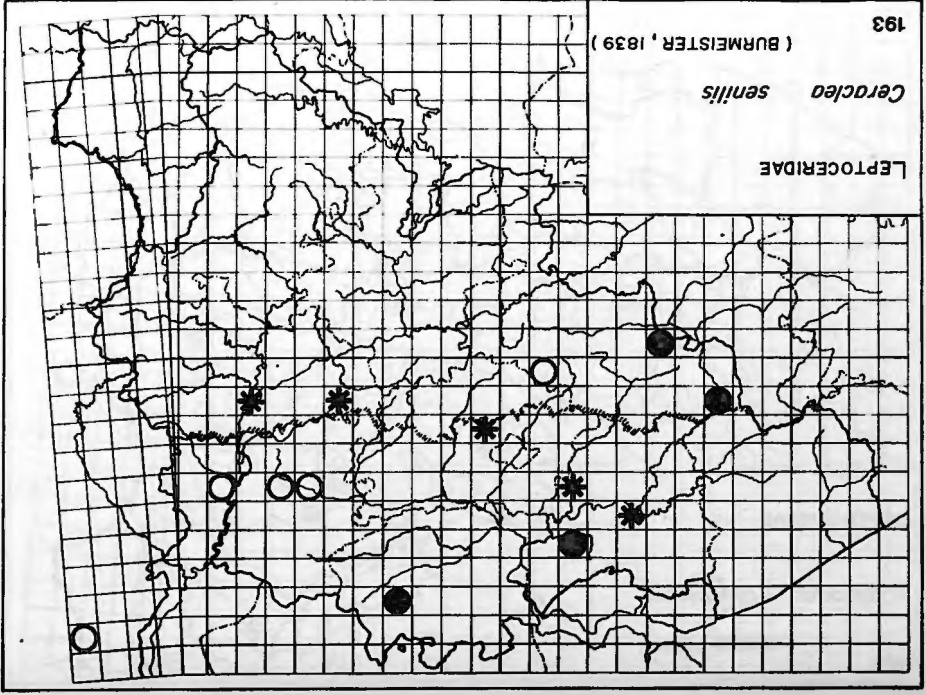 LEPTOCERIDAE
Ceraclea senilis
( BURMEISTER , 1839 )
193